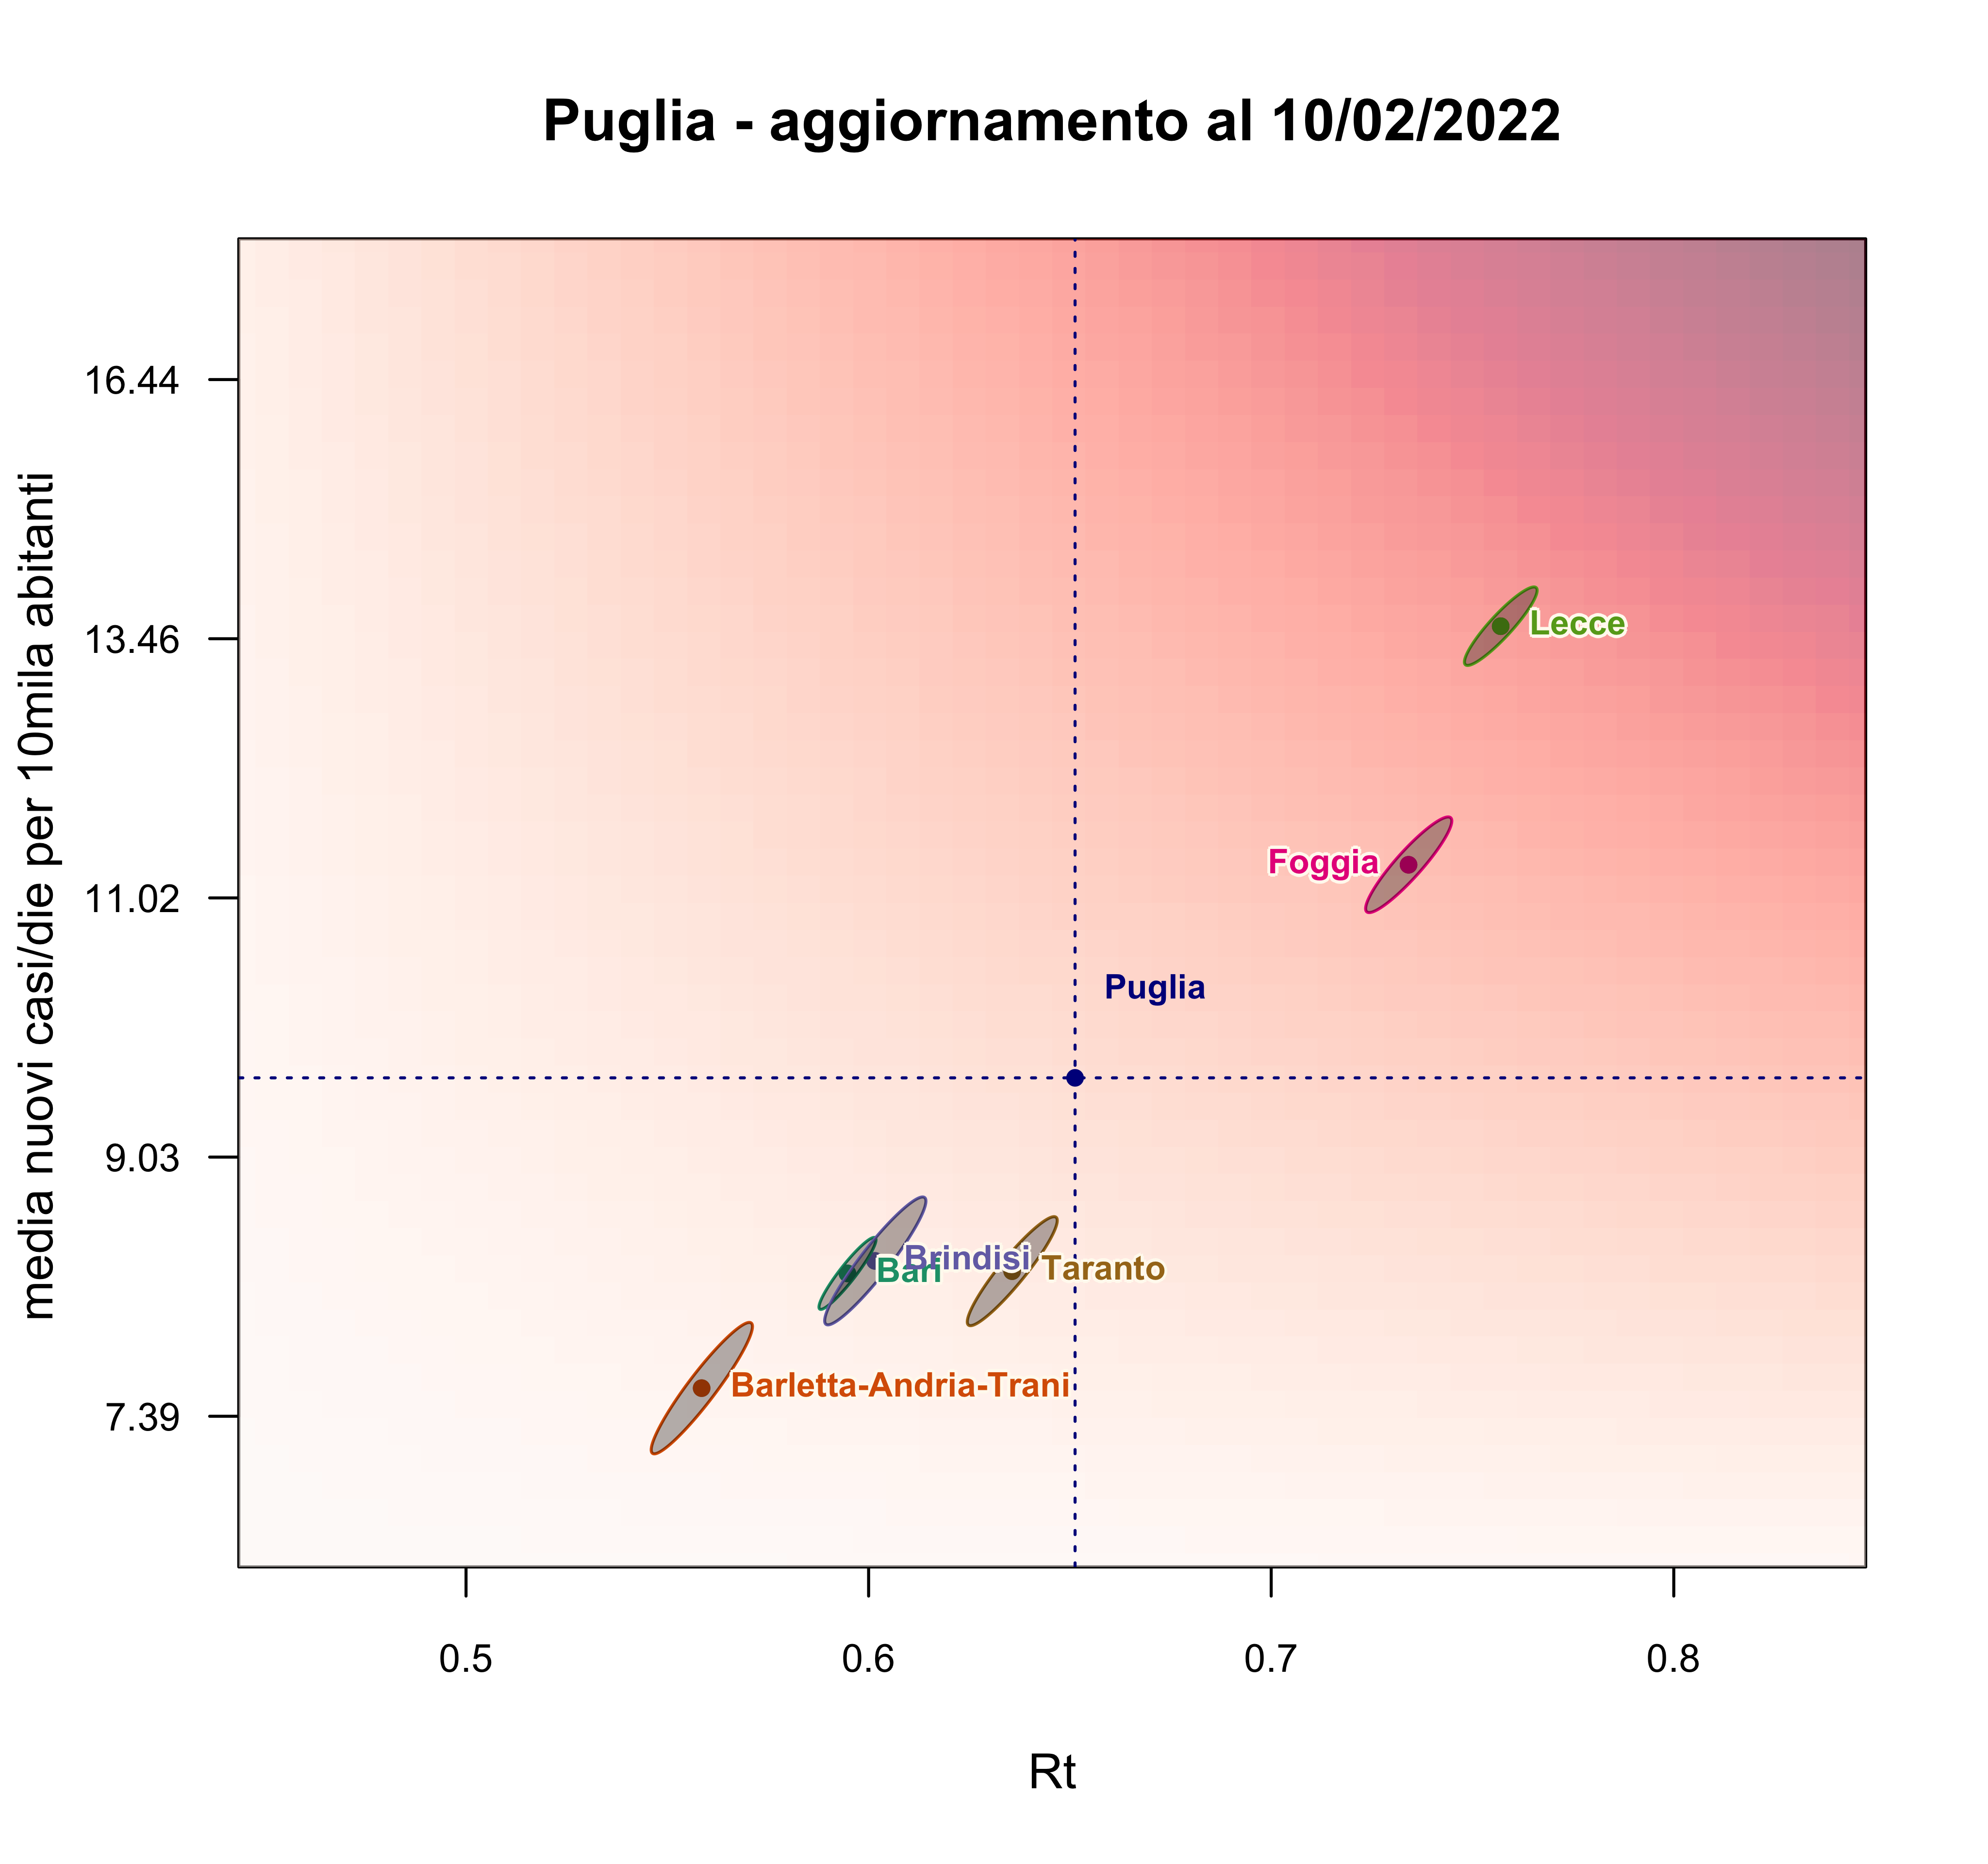 Puglia - aggiornamento al 10/02/2022
media nuovi casi/die per 10mila abitanti
16.44
13.46
11.02
9.03
7.39
Lecce
Foggia
Puglia
Brindisi
Bari
Taranto
Barletta-Andria-Trani
0.5
0.6
0.7
0.8
Rt